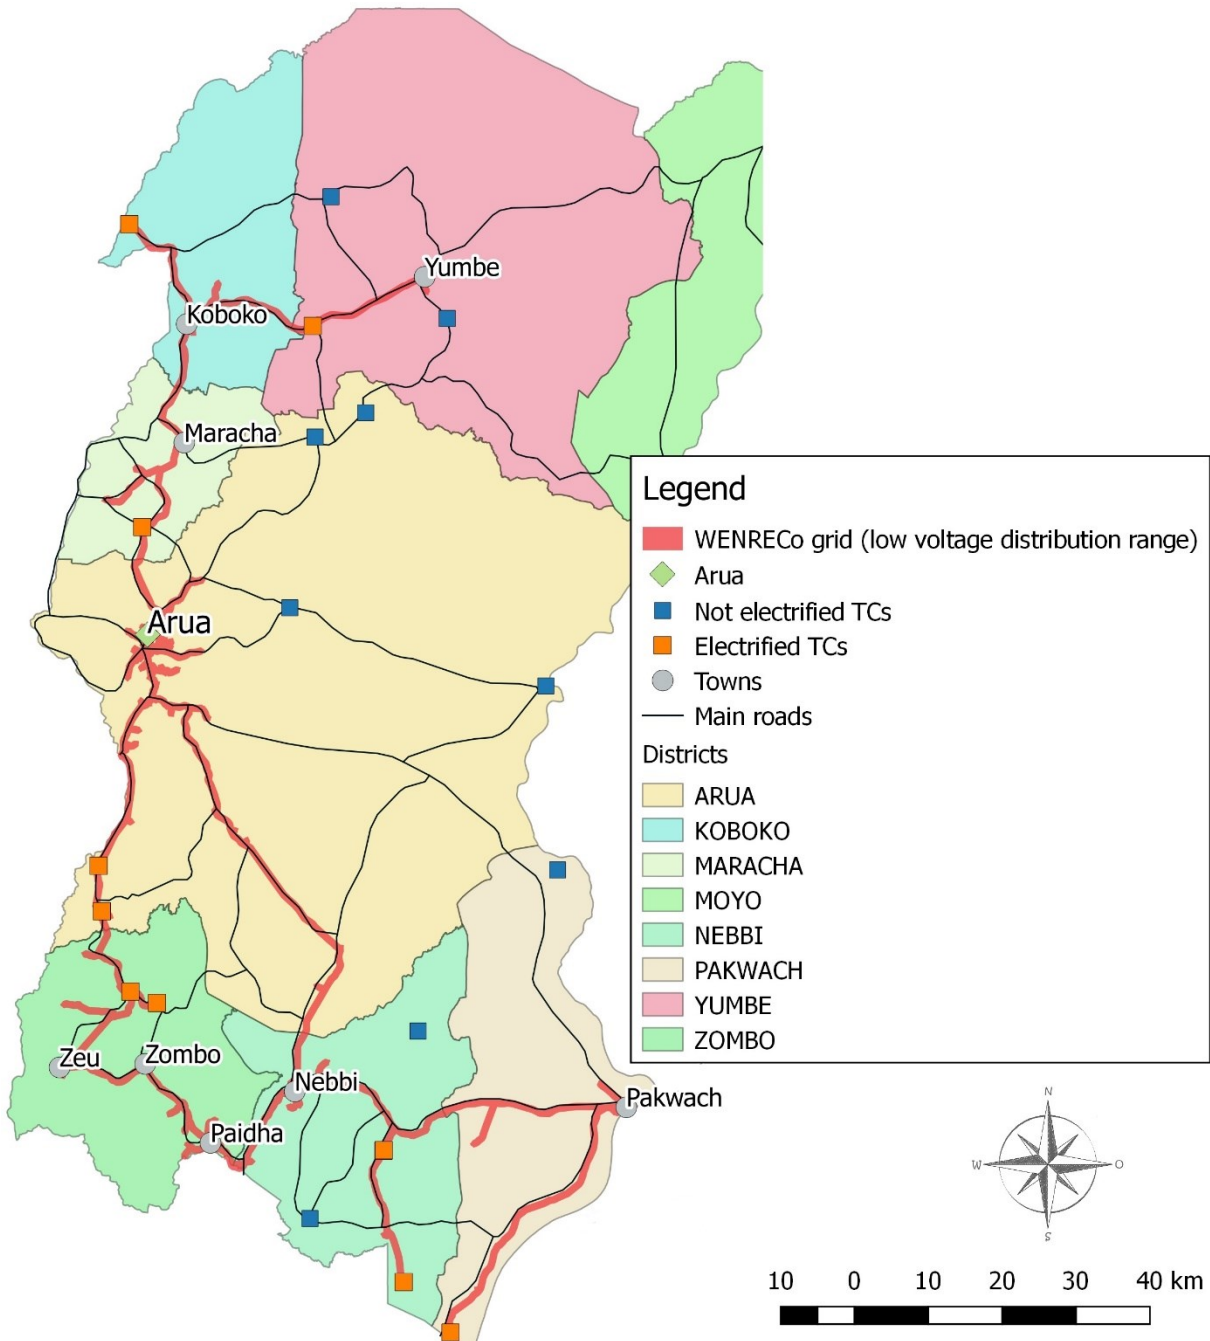 Yumbe
Koboko
Maracha
Arua
Zeu
Zombo
Nebbi
Paidha
Pakwach
Legend
WENRECo grid (low voltage distribution range)
Arua
Not electrified TCs
Electrified TCs
Towns
Main roads
Districts
ARUA
KOBOKO
MARACHA
MOYO
NEBBI
PAKWACH
YUMBE
ZOMBO
N
W
O
S
10 0 10 20 30 40 km